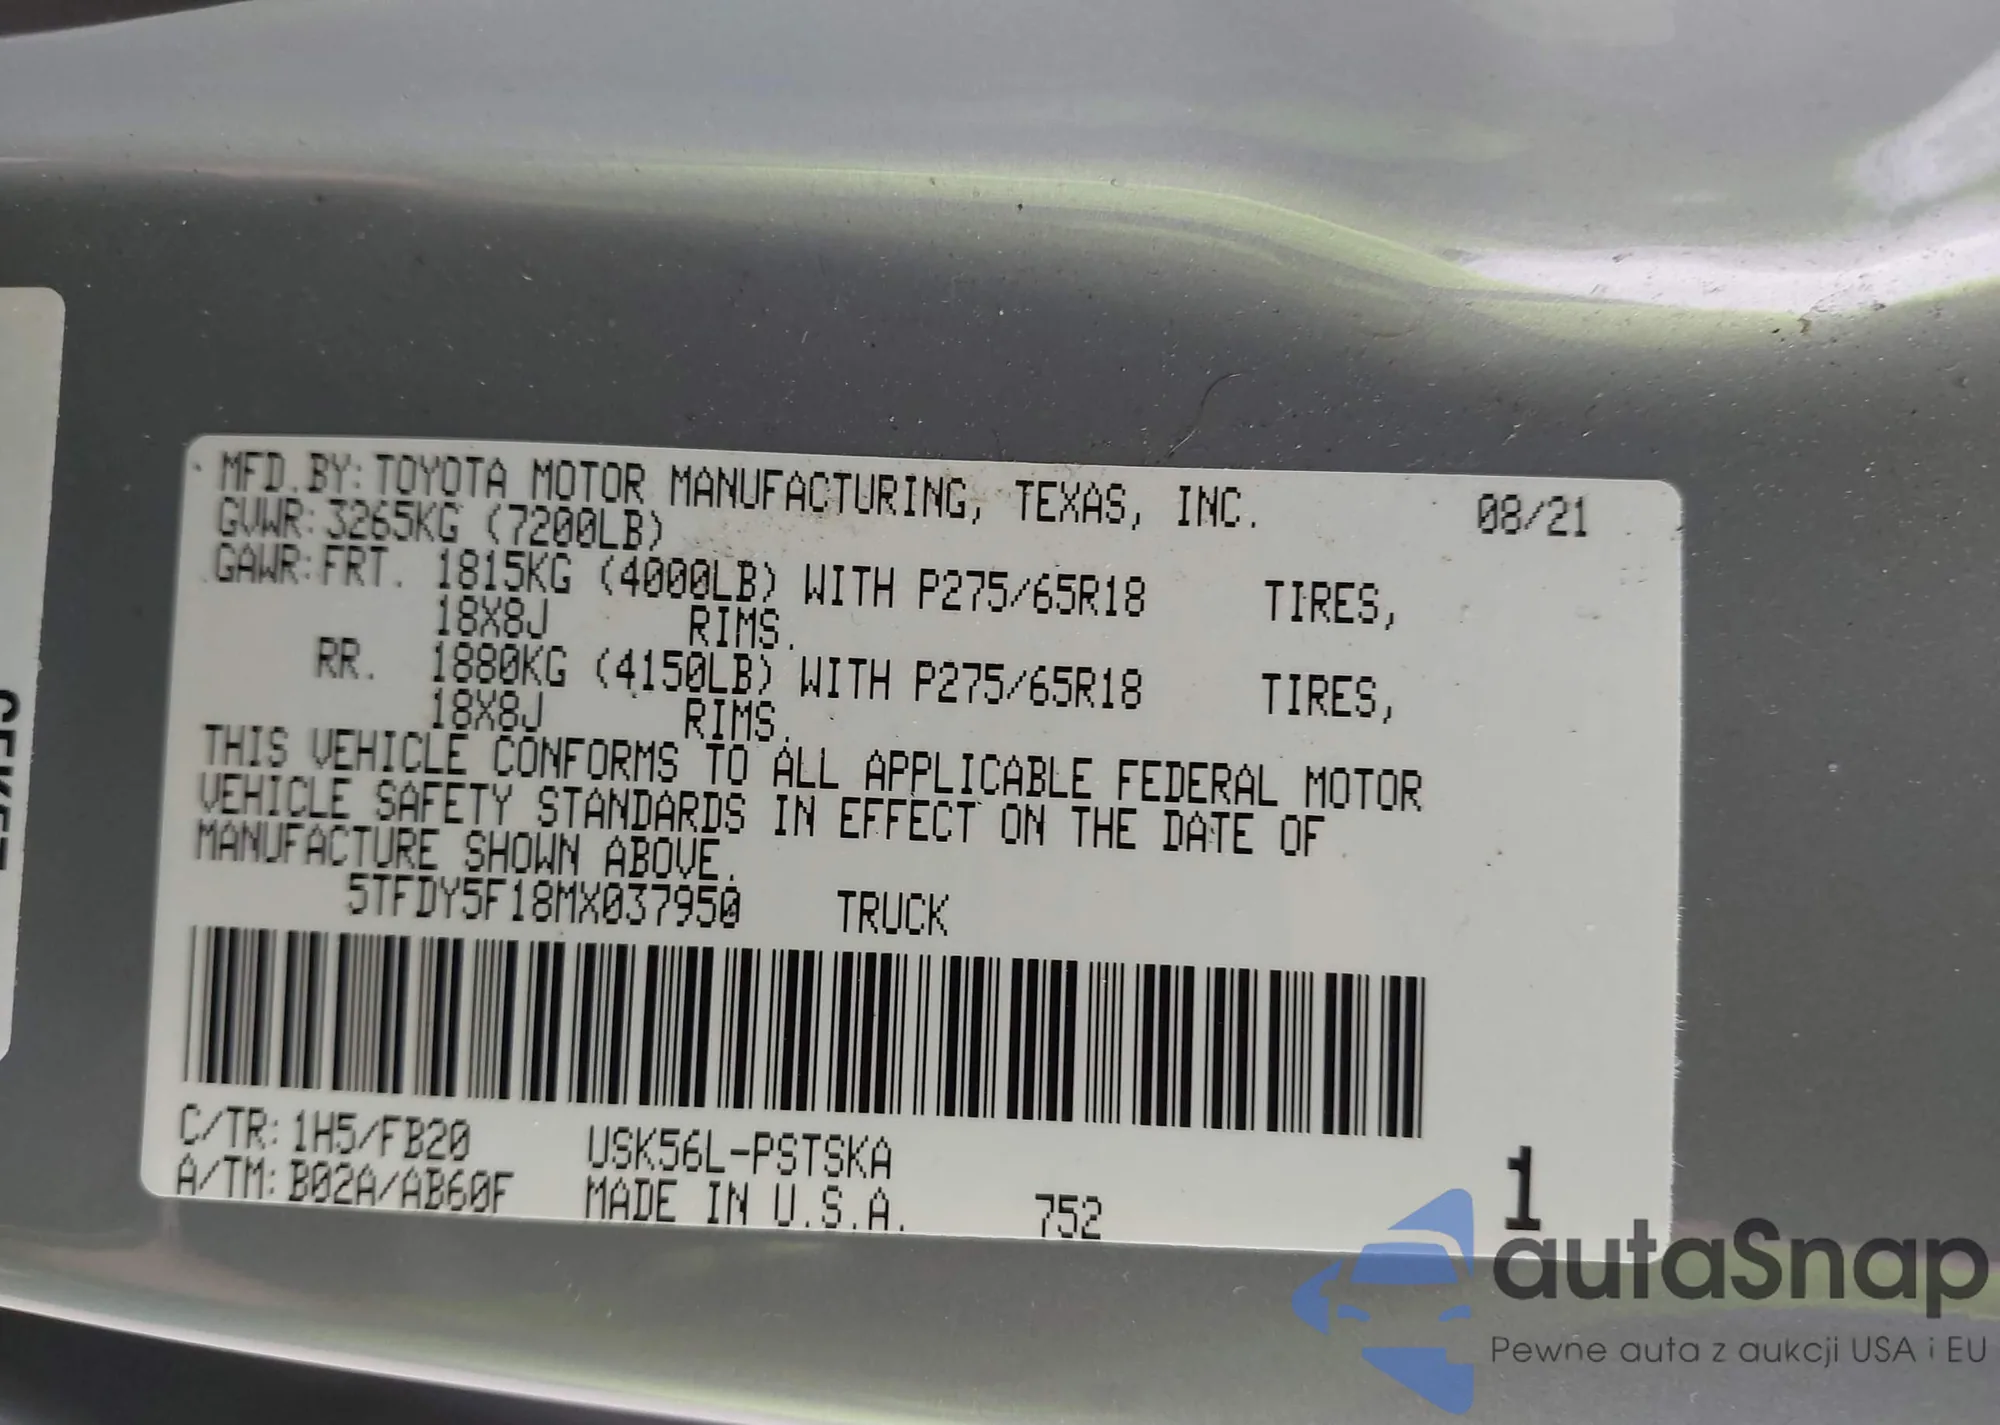 MFD.BY:TOYOTA MOTOR MANUFACTURING, TEXAS, INC. 08/21
GVWR:3265KG (7200LB)
GAWR:FRT. 1815KG (4000LB) WITH P275/65R18 TIRES,
18X8J RIMS.
RR. 1880KG (4150LB) WITH P275/65R18 TIRES,
18X8J RIMS.
THIS VEHICLE CONFORMS TO ALL APPLICABLE FEDERAL MOTOR
VEHICLE SAFETY STANDARDS IN EFFECT ON THE DATE OF
MANUFACTURE SHOWN ABOVE.
5TFDY5F18MX037950 TRUCK
C/TR:1H5/FB20 USK56L-PSTSKA
A/TM:B02A/AB60F MADE IN U.S.A. 752
1
autaSnap
Pewne auta z aukcji USA i EU